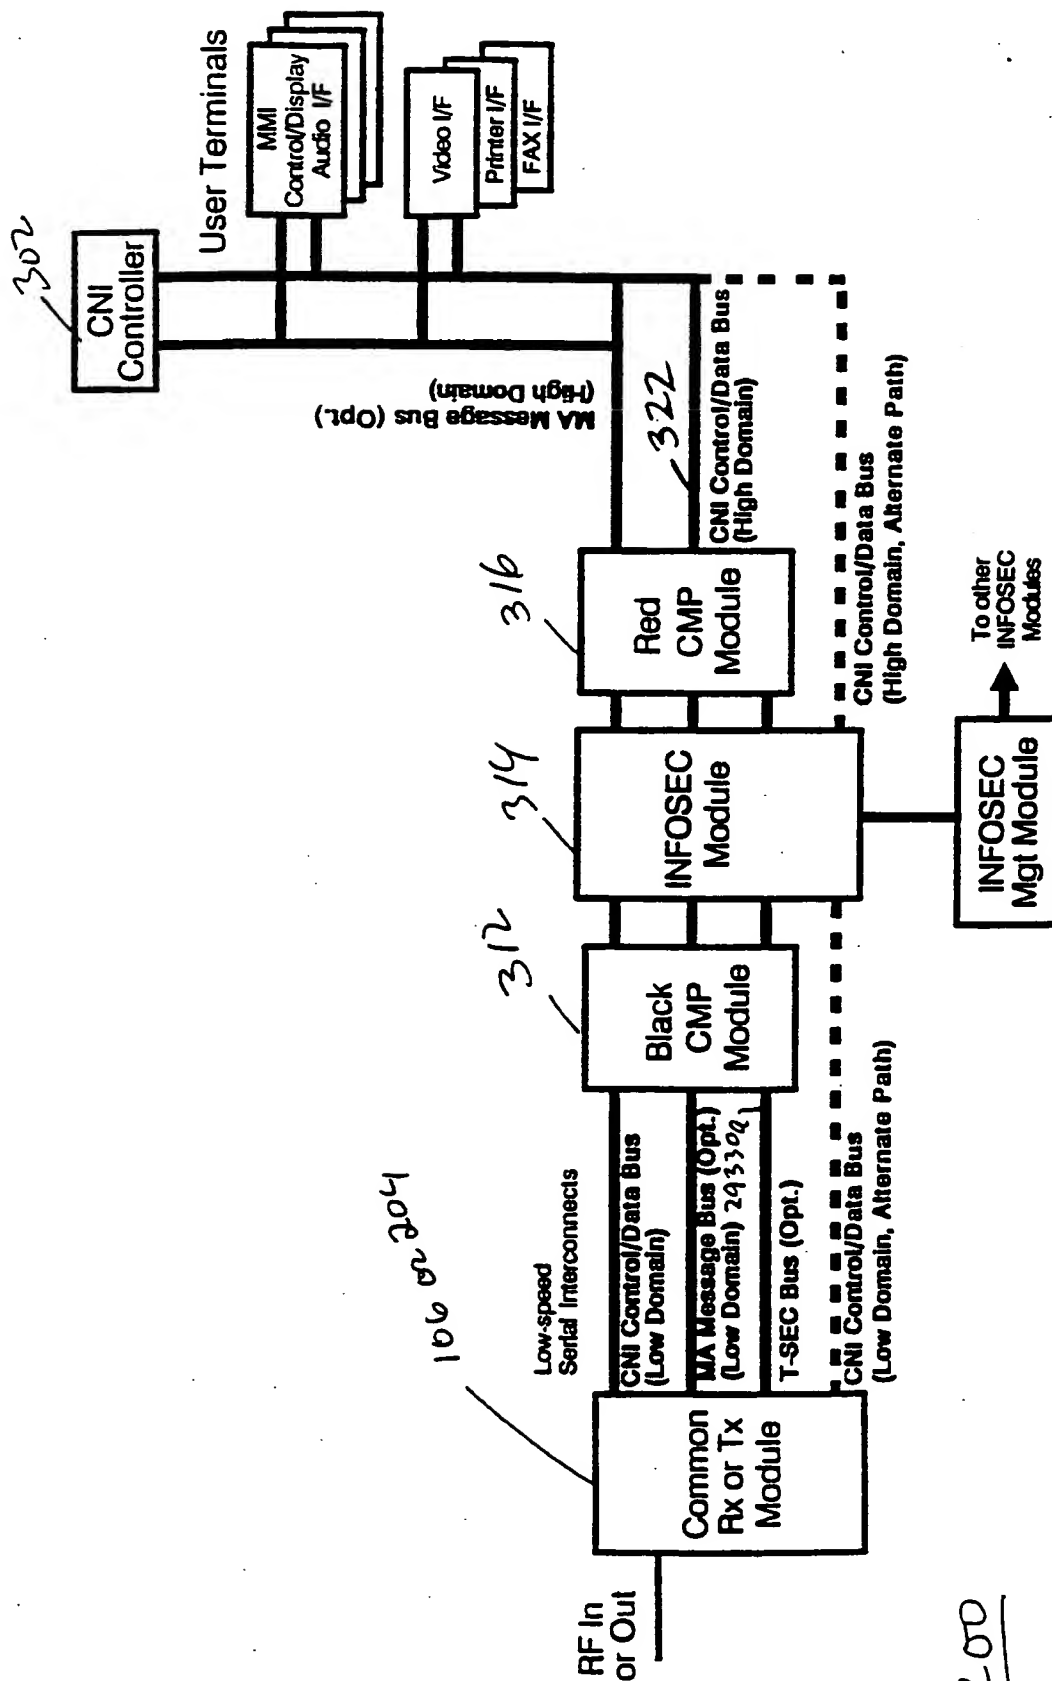 302
CNI
Controller
User Terminals
MMI
Control/Display
Audio I/F
Video I/F
Printer I/F
FAX I/F
MA Message Bus (Opt.)
(High Domain)
322
CNI Control/Data Bus
(High Domain)
CNI Control/Data Bus
(High Domain, Alternate Path)
316
Red
CMP
Module
314
INFOSEC
Module
INFOSEC
Mgt Module
To other
INFOSEC
Modules
312
Black
CMP
Module
Low-speed
Serial Interconnects
CNI Control/Data Bus
(Low Domain)
MA Message Bus (Opt.)
(Low Domain)
T-SEC Bus (Opt.)
CNI Control/Data Bus
(Low Domain, Alternate Path)
106 or 204
Common
Rx or Tx
Module
RF In
or Out